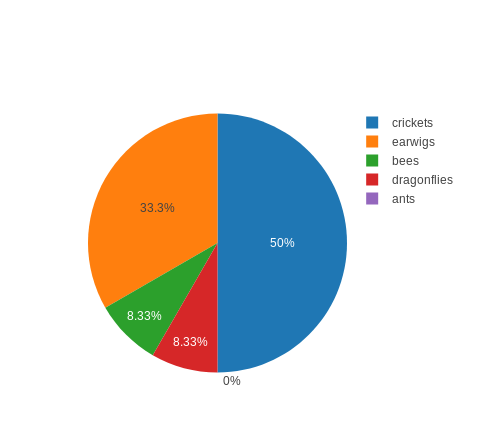 crickets
earwigs
bees
dragonflies
ants
33.3%
50%
8.33%
8.33%
0%